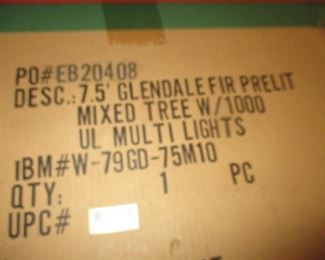 PO#EB20408
DESC.:7.5' GLENDALE FIR PRELIT
MIXED TREE W/1000
UL MULTI LIGHTS
IBM#W-79GD-75M10
QTY: 1 PC
UPC#